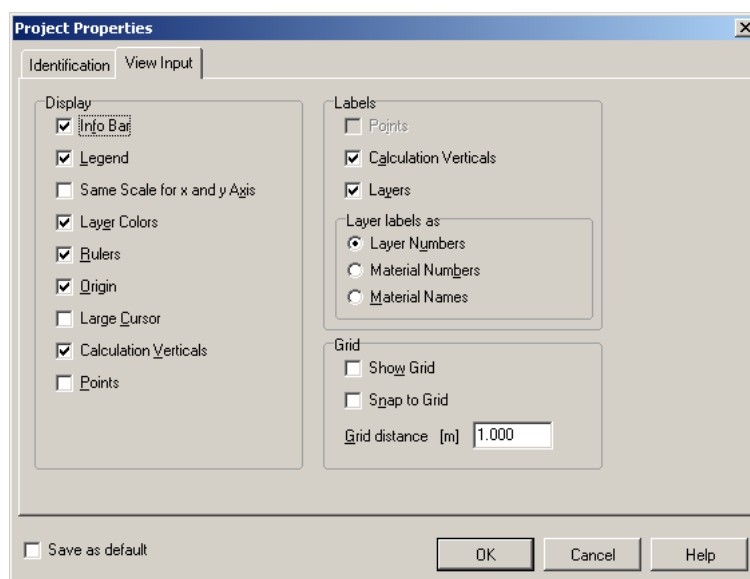 Project Properties
Identification
View Input
Display
Info Bar
Legend
Same Scale for x and y Axis
Layer Colors
Rulers
Origin
Large Cursor
Calculation Verticals
Points
Labels
Points
Calculation Verticals
Layers
Layer labels as
Layer Numbers
Material Numbers
Material Names
Grid
Show Grid
Snap to Grid
Grid distance [m] 1.000
Save as default
OK
Cancel
Help